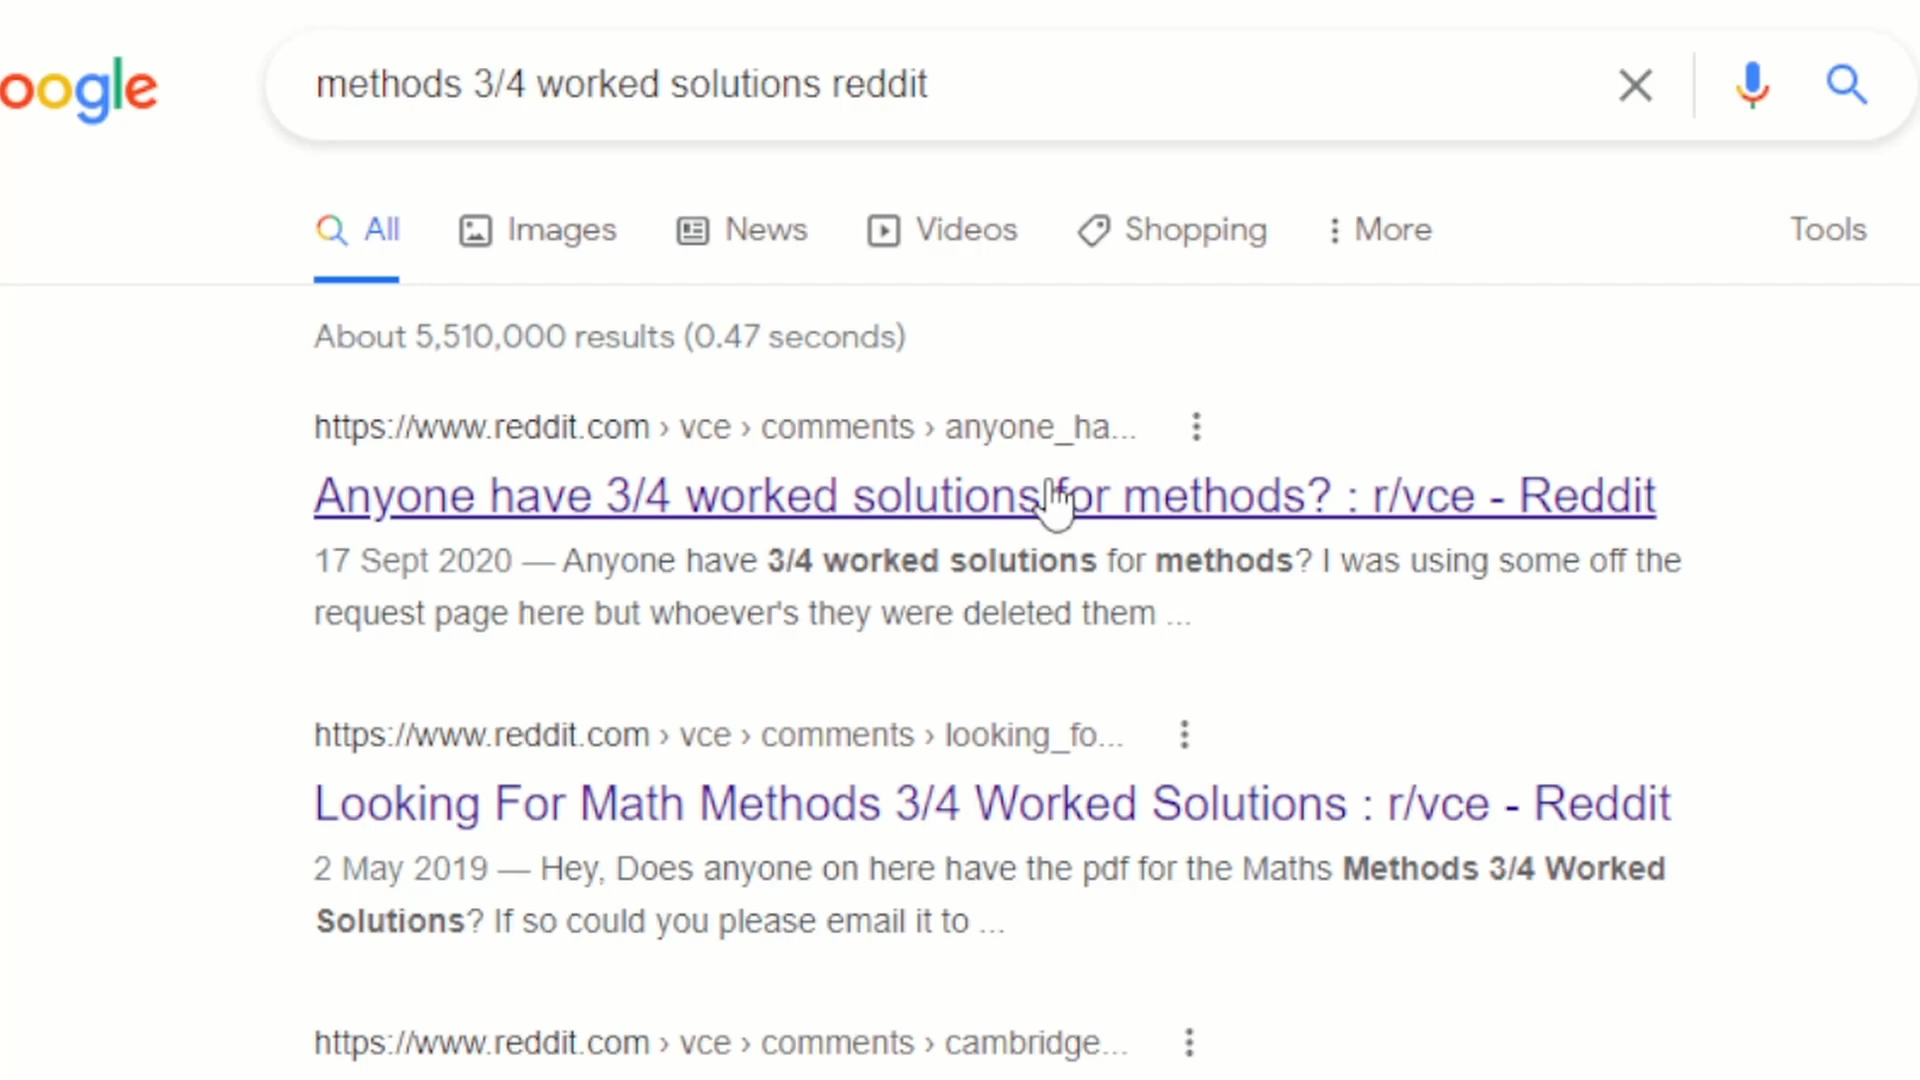 oogle
methods 3/4 worked solutions reddit
All Images News Videos Shopping More Tools
About 5,510,000 results (0.47 seconds)
https://www.reddit.com › vce › comments › anyone_ha...
Anyone have 3/4 worked solutions for methods? : r/vce - Reddit
17 Sept 2020 — Anyone have 3/4 worked solutions for methods? I was using some off the
request page here but whoever's they were deleted them ...
https://www.reddit.com › vce › comments › looking_fo...
Looking For Math Methods 3/4 Worked Solutions : r/vce - Reddit
2 May 2019 — Hey, Does anyone on here have the pdf for the Maths Methods 3/4 Worked
Solutions? If so could you please email it to ...
https://www.reddit.com › vce › comments › cambridge...